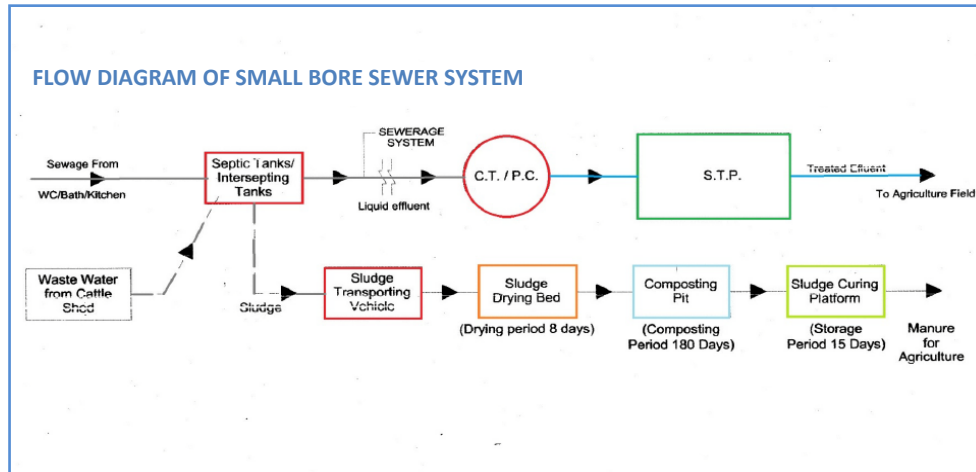 FLOW DIAGRAM OF SMALL BORE SEWER SYSTEM
SEWERAGE
SYSTEM
Sewage From
WC/Bath/Kitchen
Septic Tanks/
Intersepting
Tanks
Liquid effluent
C.T. / P.C.
S.T.P.
Treated Efluent
To Agriculture Field
Waste Water
from Cattle
Shed
Sludge
Sludge
Transporting
Vehicle
Sludge
Drying Bed
(Drying period 8 days)
Composting
Pit
(Composting
Period 180 Days)
Sludge Curing
Platform
(Storage
Period 15 Days)
Manure
for
Agriculture